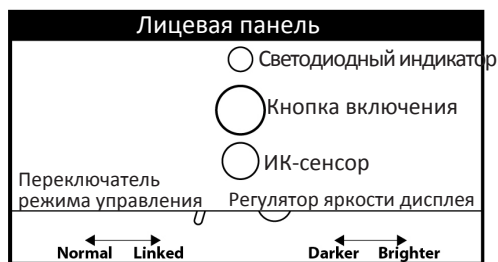 Лицевая панель
Светодиодный индикатор
Кнопка включения
ИК-сенсор
Переключатель
режима управления
Регулятор яркости дисплея
Normal Linked
Darker Brighter